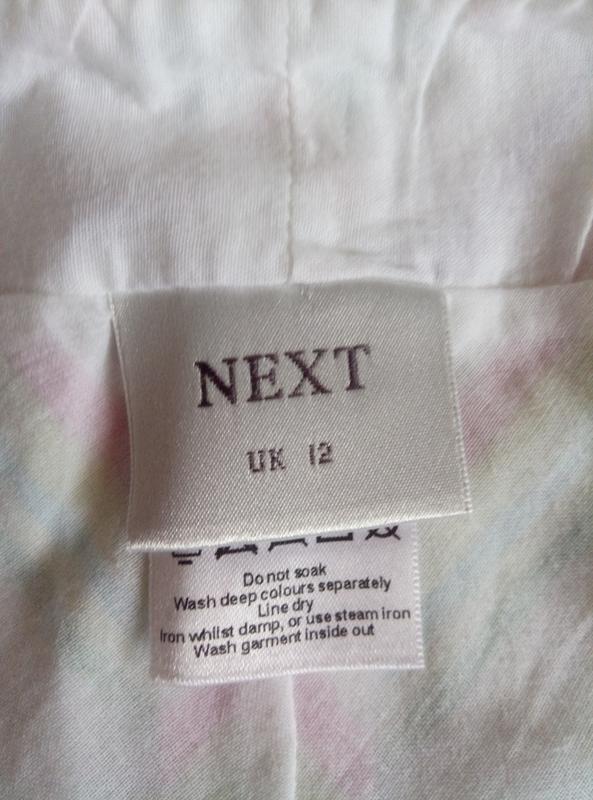 NEXT
UK 12
Do not soak
Wash deep colours separately
Line dry
Iron whilst damp, or use steam iron
Wash garment inside out